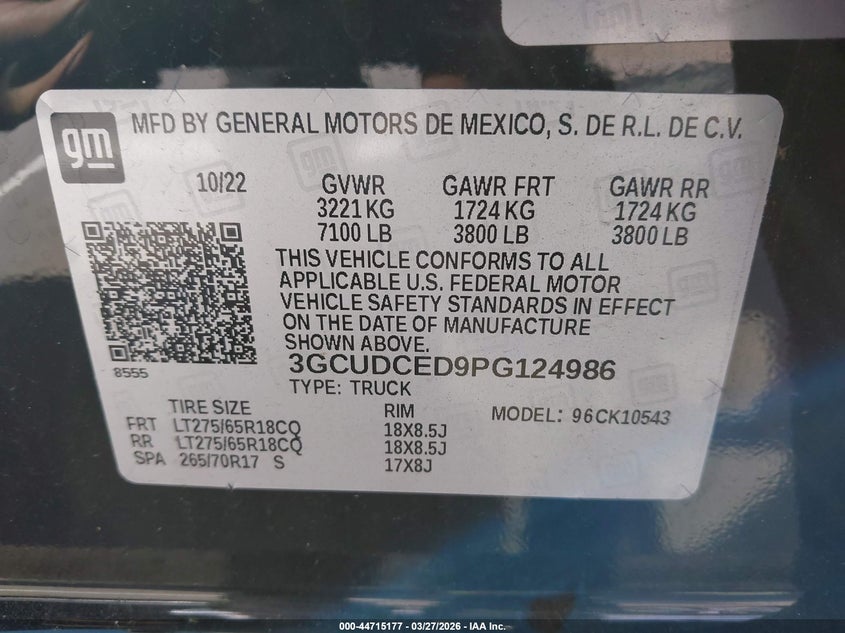 gm
MFD BY GENERAL MOTORS DE MEXICO, S. DE R.L. DE C.V.
10/22 GVWR GAWR FRT GAWR RR
3221 KG 1724 KG 1724 KG
7100 LB 3800 LB 3800 LB
THIS VEHICLE CONFORMS TO ALL
APPLICABLE U.S. FEDERAL MOTOR
VEHICLE SAFETY STANDARDS IN EFFECT
ON THE DATE OF MANUFACTURE
SHOWN ABOVE.
8555 3GCUDCED9PG124986
TYPE: TRUCK
TIRE SIZE RIM MODEL: 96CK10543
FRT LT275/65R18CQ 18X8.5J
RR LT275/65R18CQ 18X8.5J
SPA 265/70R17 S 17X8J
000-44715177 — 03/27/2026 — IAA Inc.